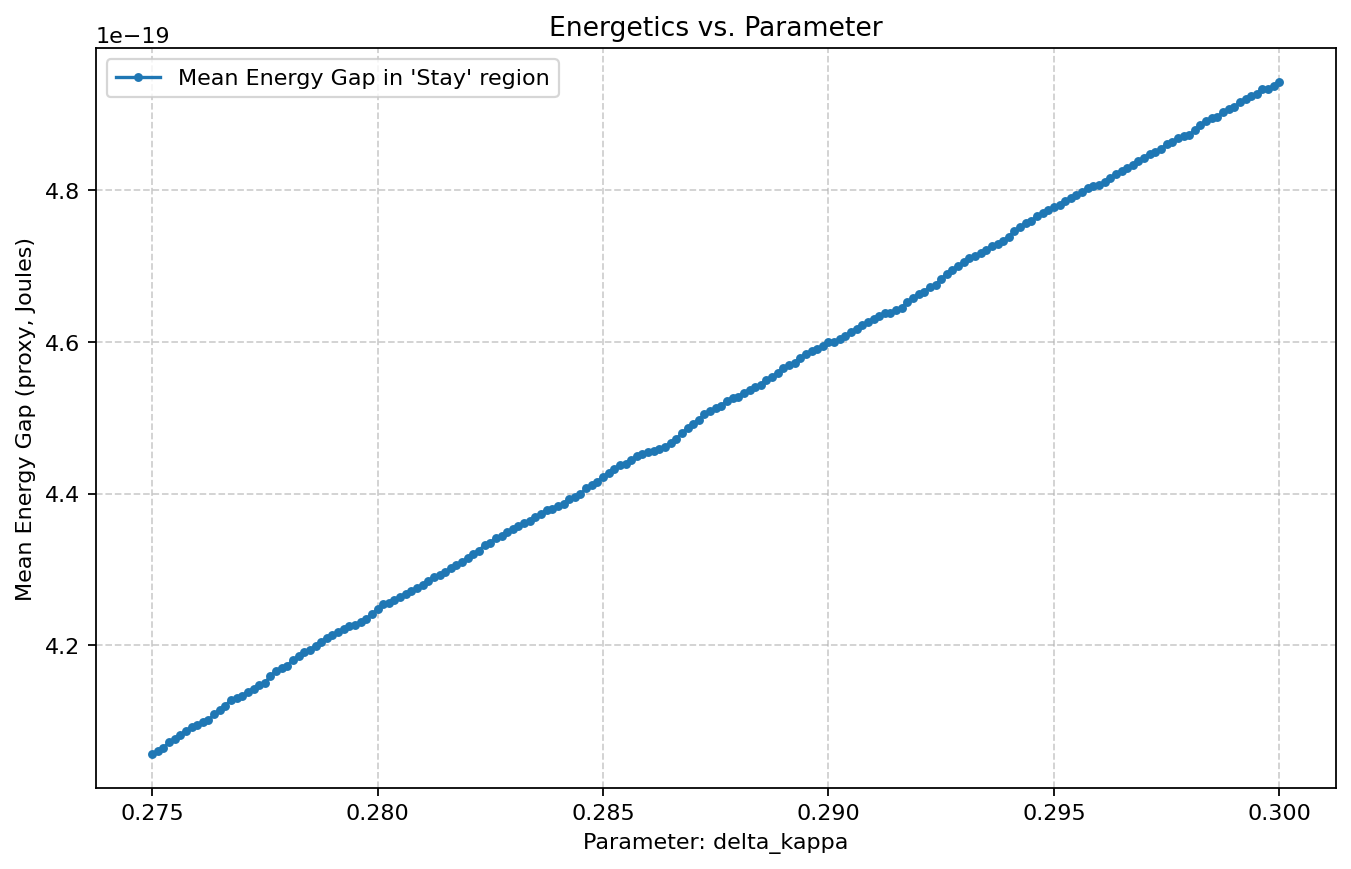 Energetics vs. Parameter
1e−19
Mean Energy Gap in 'Stay' region
Mean Energy Gap (proxy, Joules)
4.8
4.6
4.4
4.2
0.275 0.280 0.285 0.290 0.295 0.300
Parameter: delta_kappa